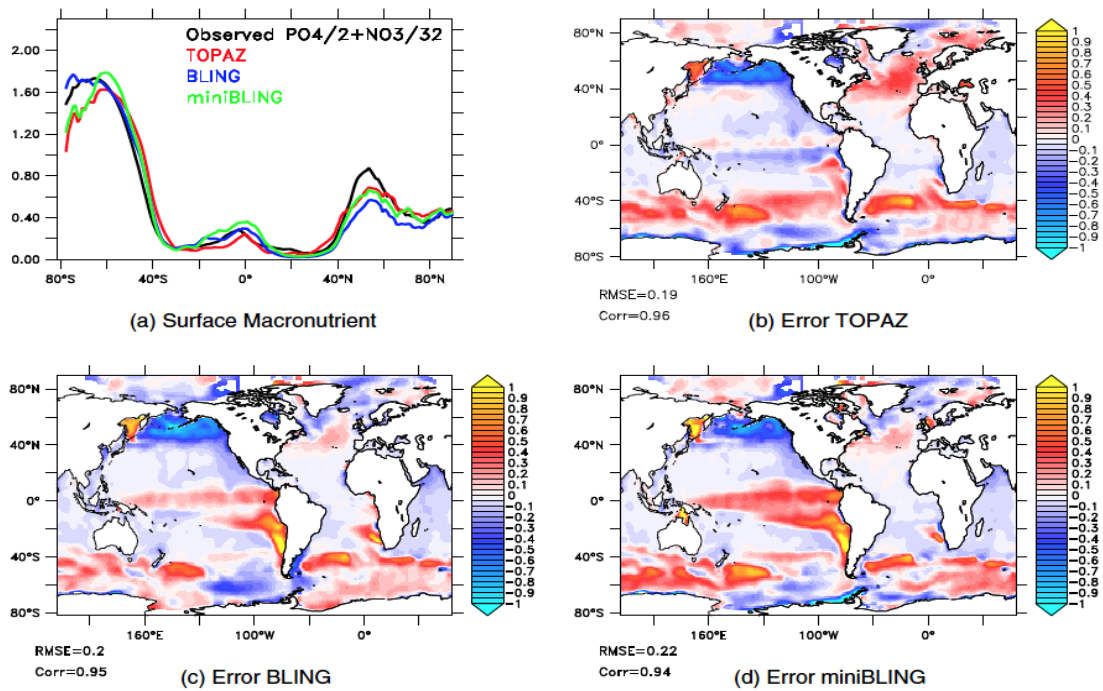 Observed PO4/2+NO3/32
TOPAZ
BLING
miniBLING
2.00
1.60
1.20
0.80
0.40
0.00
80°S 40°S 0° 40°N 80°N
(a) Surface Macronutrient
80°N
40°N
0°
40°S
80°S
160°E 100°W 0°
1
0.9
0.8
0.7
0.6
0.5
0.4
0.3
0.2
0.1
0
-0.1
-0.2
-0.3
-0.4
-0.5
-0.6
-0.7
-0.8
-0.9
-1
RMSE=0.19
Corr=0.96
(b) Error TOPAZ
80°N
40°N
0°
40°S
80°S
160°E 100°W 0°
1
0.9
0.8
0.7
0.6
0.5
0.4
0.3
0.2
0.1
0
-0.1
-0.2
-0.3
-0.4
-0.5
-0.6
-0.7
-0.8
-0.9
-1
RMSE=0.2
Corr=0.95
(c) Error BLING
80°N
40°N
0°
40°S
80°S
160°E 100°W 0°
1
0.9
0.8
0.7
0.6
0.5
0.4
0.3
0.2
0.1
0
-0.1
-0.2
-0.3
-0.4
-0.5
-0.6
-0.7
-0.8
-0.9
-1
RMSE=0.22
Corr=0.94
(d) Error miniBLING